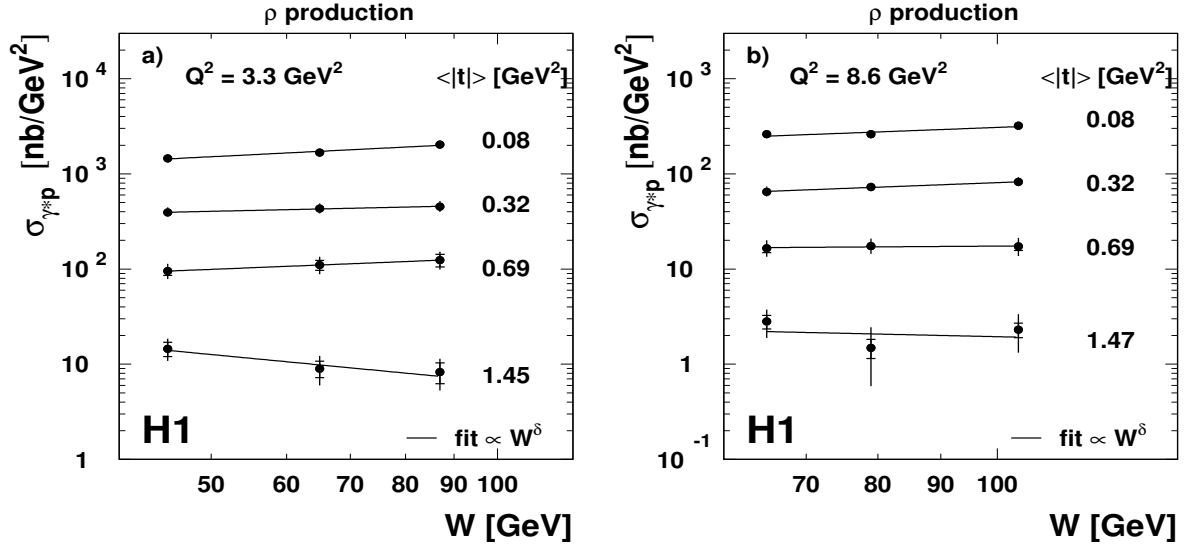 ρ production
a)
Q² = 3.3 GeV²
<|t|> [GeV²]
0.08
0.32
0.69
1.45
H1
fit ∝ W^δ
10⁴
10³
10²
10
1
σ_γ*p [nb/GeV²]
50 60 70 80 90 100
W [GeV]
ρ production
b)
Q² = 8.6 GeV²
<|t|> [GeV²]
0.08
0.32
0.69
1.47
H1
fit ∝ W^δ
10³
10²
10
1
10⁻¹
σ_γ*p [nb/GeV²]
70 80 90 100
W [GeV]